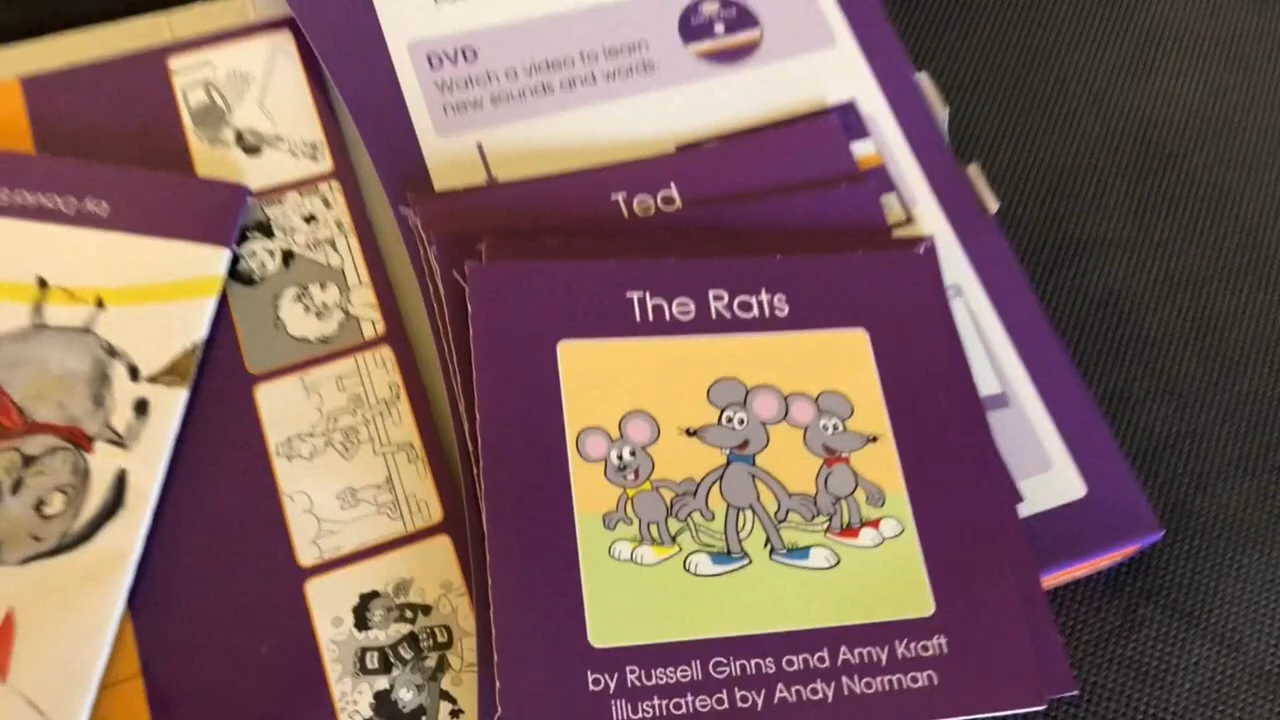 DVD
Watch a video to learn
new sounds and words.
Ted
The Rats
by Russell Ginns and Amy Kraft
illustrated by Andy Norman